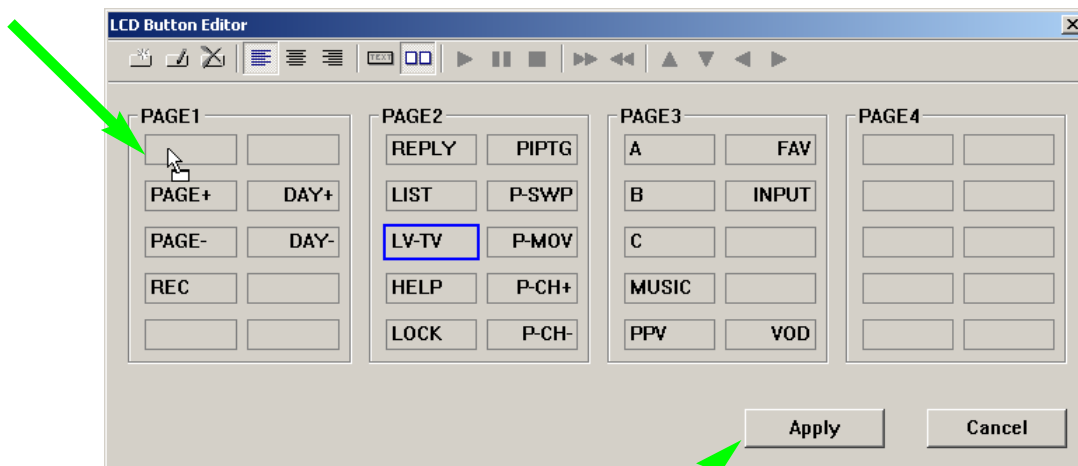 LCD Button Editor
TEXT
PAGE1 PAGE2 PAGE3 PAGE4
REPLY PIPTG A FAV
PAGE+ DAY+ LIST P-SWP B INPUT
PAGE- DAY- LV-TV P-MOV C
REC HELP P-CH+ MUSIC
LOCK P-CH- PPV VOD
Apply Cancel